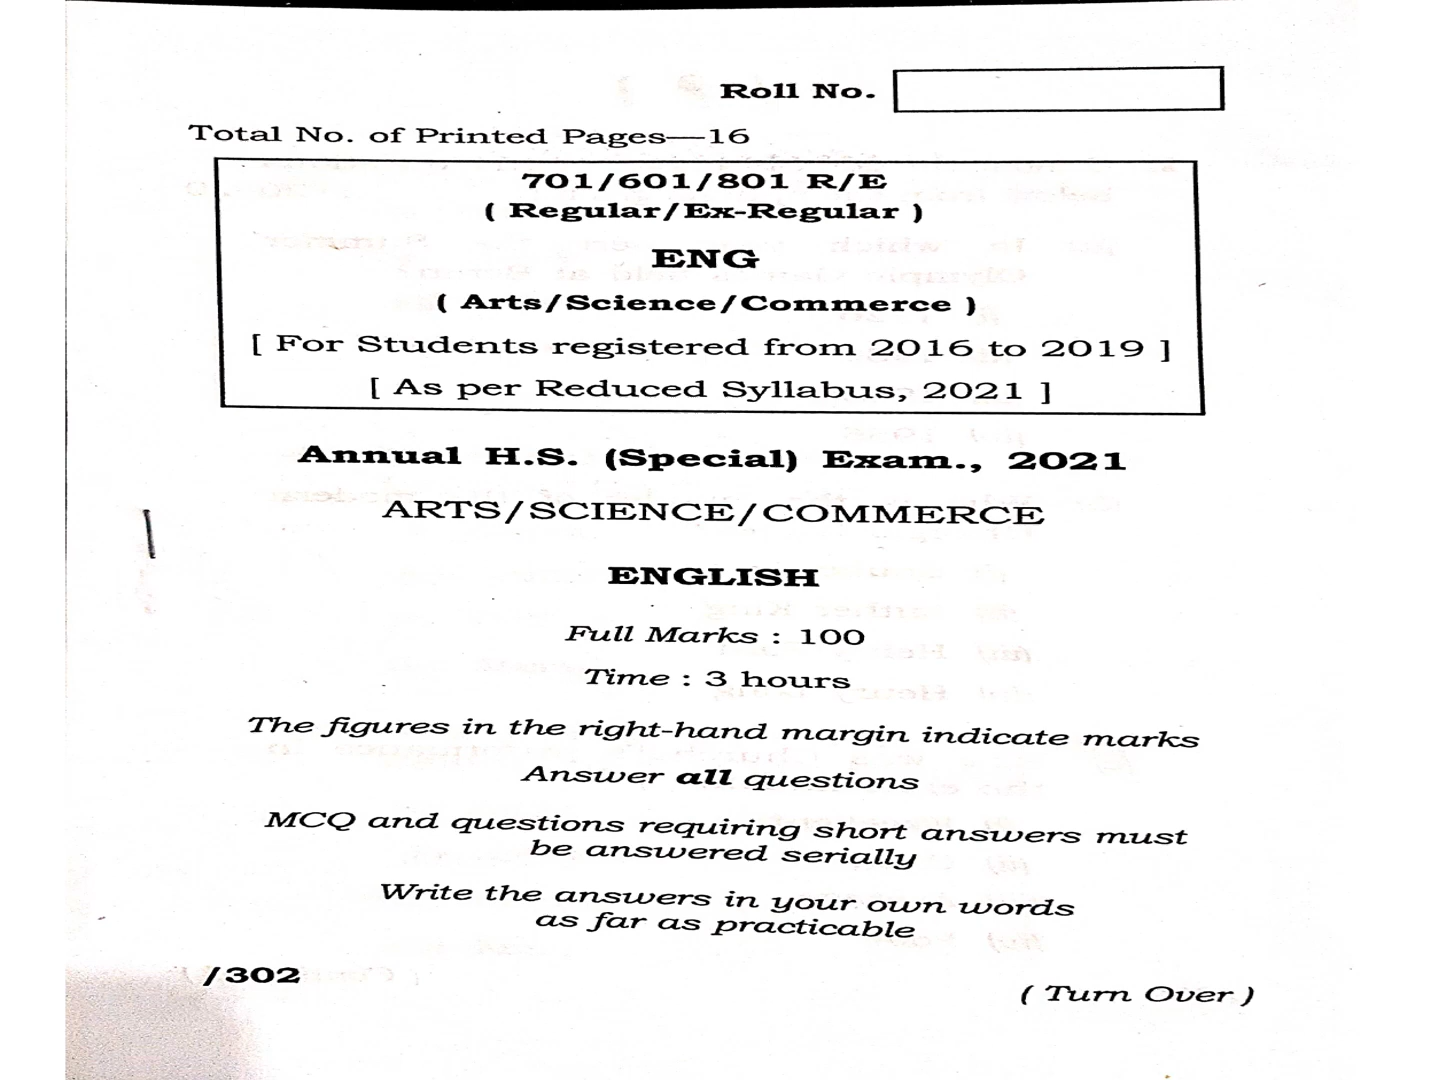 Roll No.
Total No. of Printed Pages—16
701/601/801 R/E
( Regular/Ex-Regular )
ENG
( Arts/Science/Commerce )
[ For Students registered from 2016 to 2019 ]
[ As per Reduced Syllabus, 2021 ]
Annual H.S. (Special) Exam., 2021
ARTS/SCIENCE/COMMERCE
ENGLISH
Full Marks : 100
Time : 3 hours
The figures in the right-hand margin indicate marks
Answer all questions
MCQ and questions requiring short answers must
be answered serially
Write the answers in your own words
as far as practicable
/302
( Turn Over )